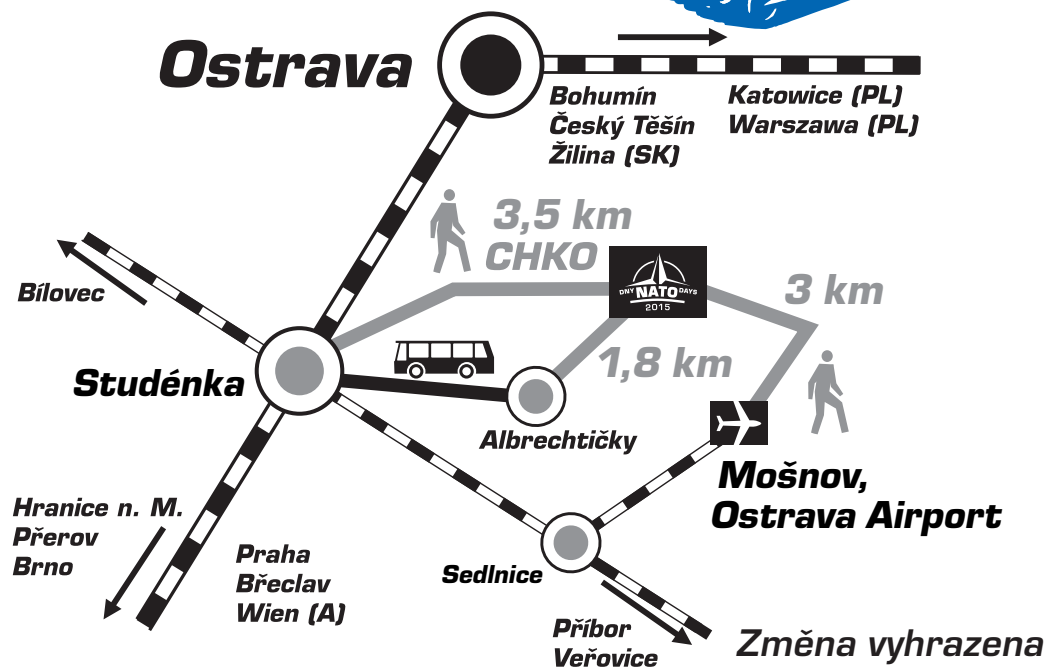 Ostrava
Bohumín
Český Těšín
Žilina (SK)
Katowice (PL)
Warszawa (PL)
3,5 km
CHKO
DNY NATO DAYS
2015
3 km
Bílovec
1,8 km
Studénka
Albrechtičky
Mošnov,
Ostrava Airport
Hranice n. M.
Přerov
Brno
Praha
Břeclav
Wien (A)
Sedlnice
Příbor
Veřovice
Změna vyhrazena